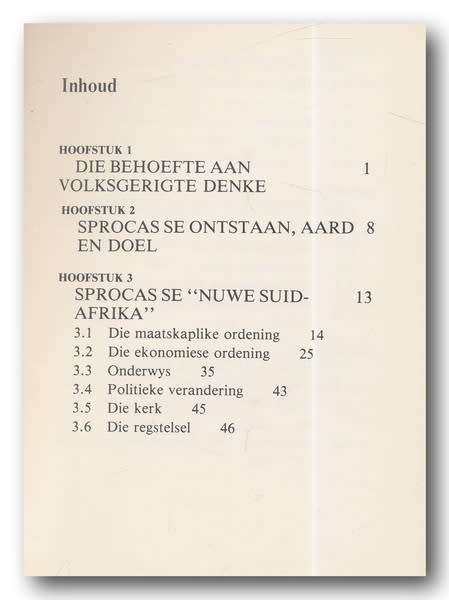 Inhoud
HOOFSTUK 1
DIE BEHOEFTE AAN 1
VOLKSGERIGTE DENKE
HOOFSTUK 2
SPROCAS SE ONTSTAAN, AARD 8
EN DOEL
HOOFSTUK 3
SPROCAS SE “NUWE SUID- 13
AFRIKA”
3.1 Die maatskaplike ordening 14
3.2 Die ekonomiese ordening 25
3.3 Onderwys 35
3.4 Politieke verandering 43
3.5 Die kerk 45
3.6 Die regstelsel 46